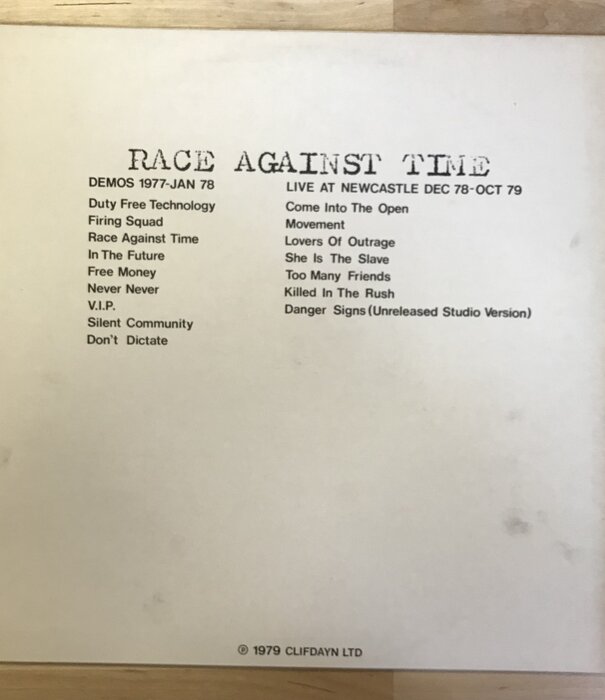 RACE AGAINST TIME
DEMOS 1977-JAN 78
Duty Free Technology
Firing Squad
Race Against Time
In The Future
Free Money
Never Never
V.I.P.
Silent Community
Don't Dictate
LIVE AT NEWCASTLE DEC 78-OCT 79
Come Into The Open
Movement
Lovers Of Outrage
She Is The Slave
Too Many Friends
Killed In The Rush
Danger Signs (Unreleased Studio Version)
℗ 1979 CLIFDAYN LTD